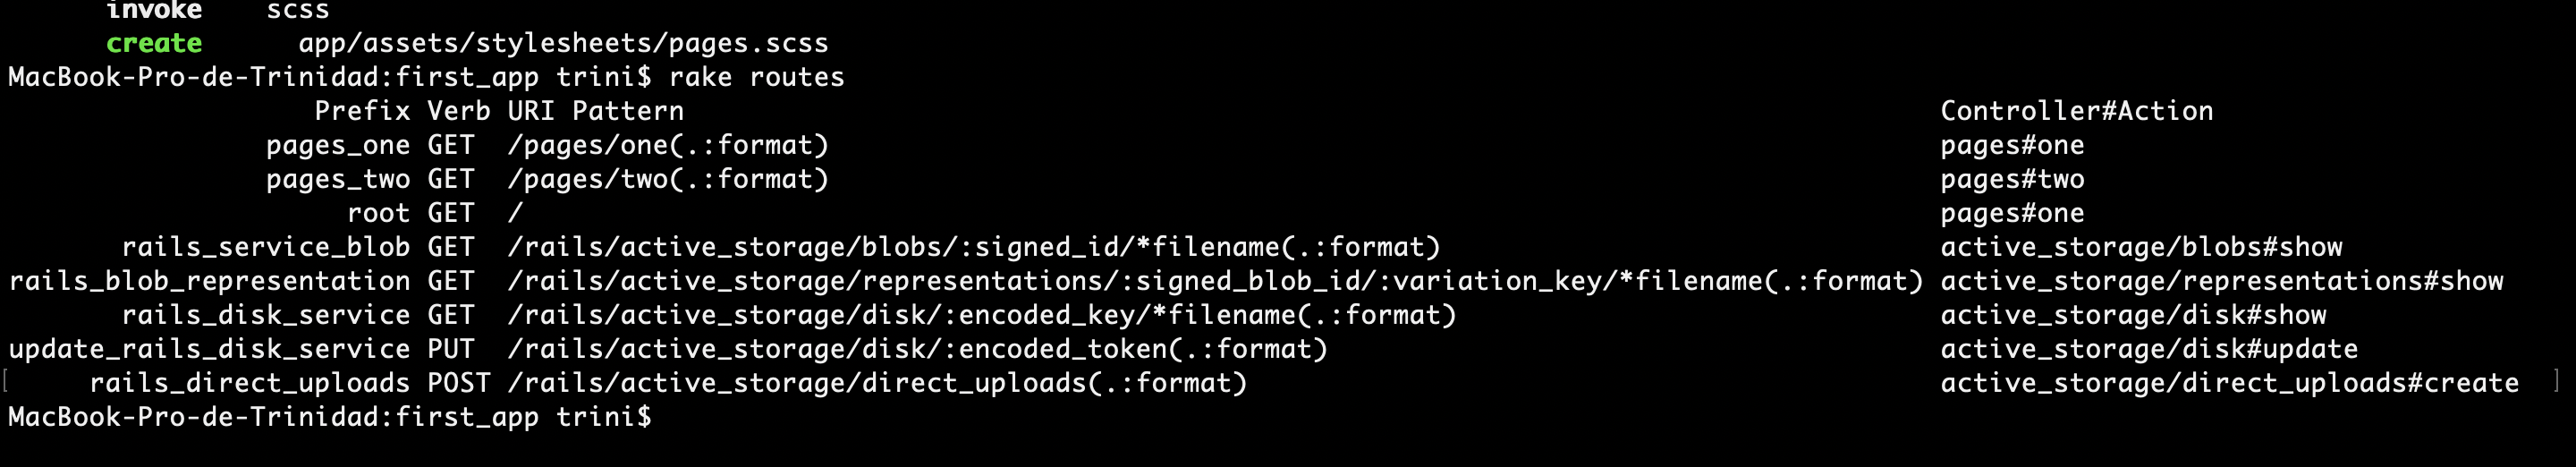 invoke    scss
create      app/assets/stylesheets/pages.scss
MacBook-Pro-de-Trinidad:first_app trini$ rake routes
Prefix Verb URI Pattern Controller#Action
pages_one GET  /pages/one(.:format) pages#one
pages_two GET  /pages/two(.:format) pages#two
root GET  / pages#one
rails_service_blob GET  /rails/active_storage/blobs/:signed_id/*filename(.:format) active_storage/blobs#show
rails_blob_representation GET  /rails/active_storage/representations/:signed_blob_id/:variation_key/*filename(.:format) active_storage/representations#show
rails_disk_service GET  /rails/active_storage/disk/:encoded_key/*filename(.:format) active_storage/disk#show
update_rails_disk_service PUT  /rails/active_storage/disk/:encoded_token(.:format) active_storage/disk#update
[ rails_direct_uploads POST /rails/active_storage/direct_uploads(.:format) active_storage/direct_uploads#create ]
MacBook-Pro-de-Trinidad:first_app trini$